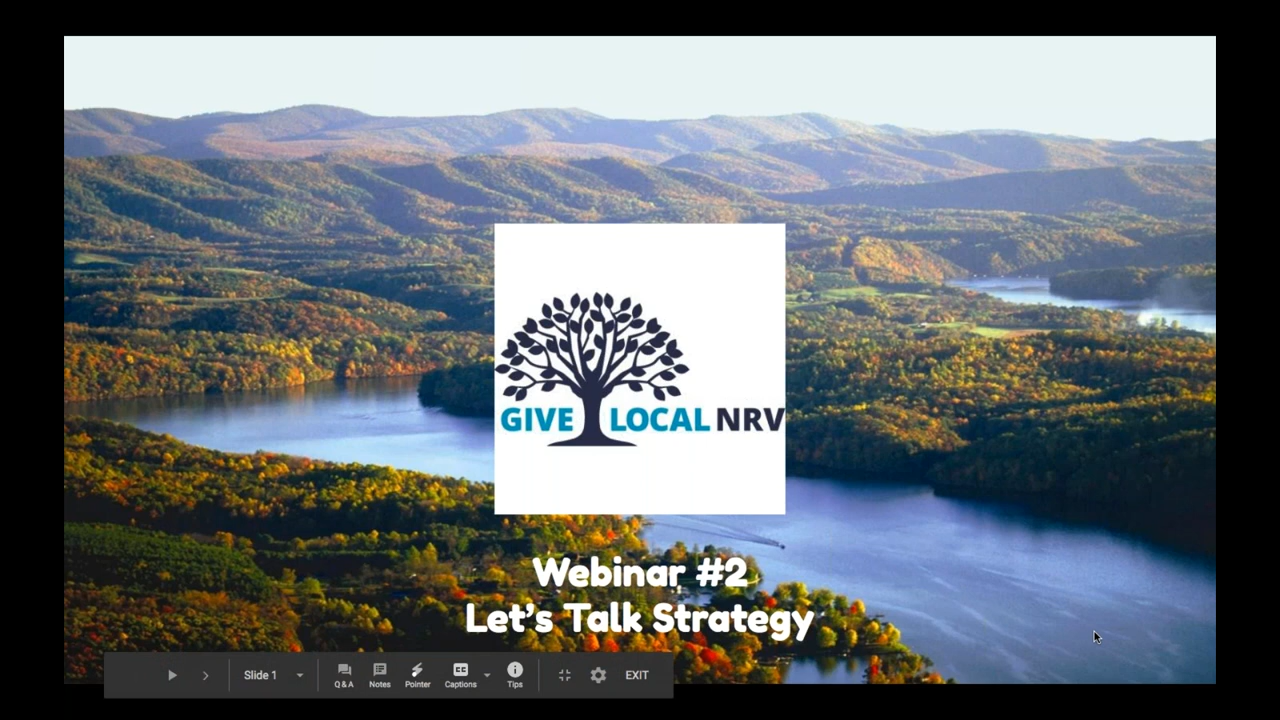 GIVE LOCAL NRV
Webinar #2
Let's Talk Strategy
Slide 1
Q & A
Notes
Pointer
Captions
Tips
EXIT